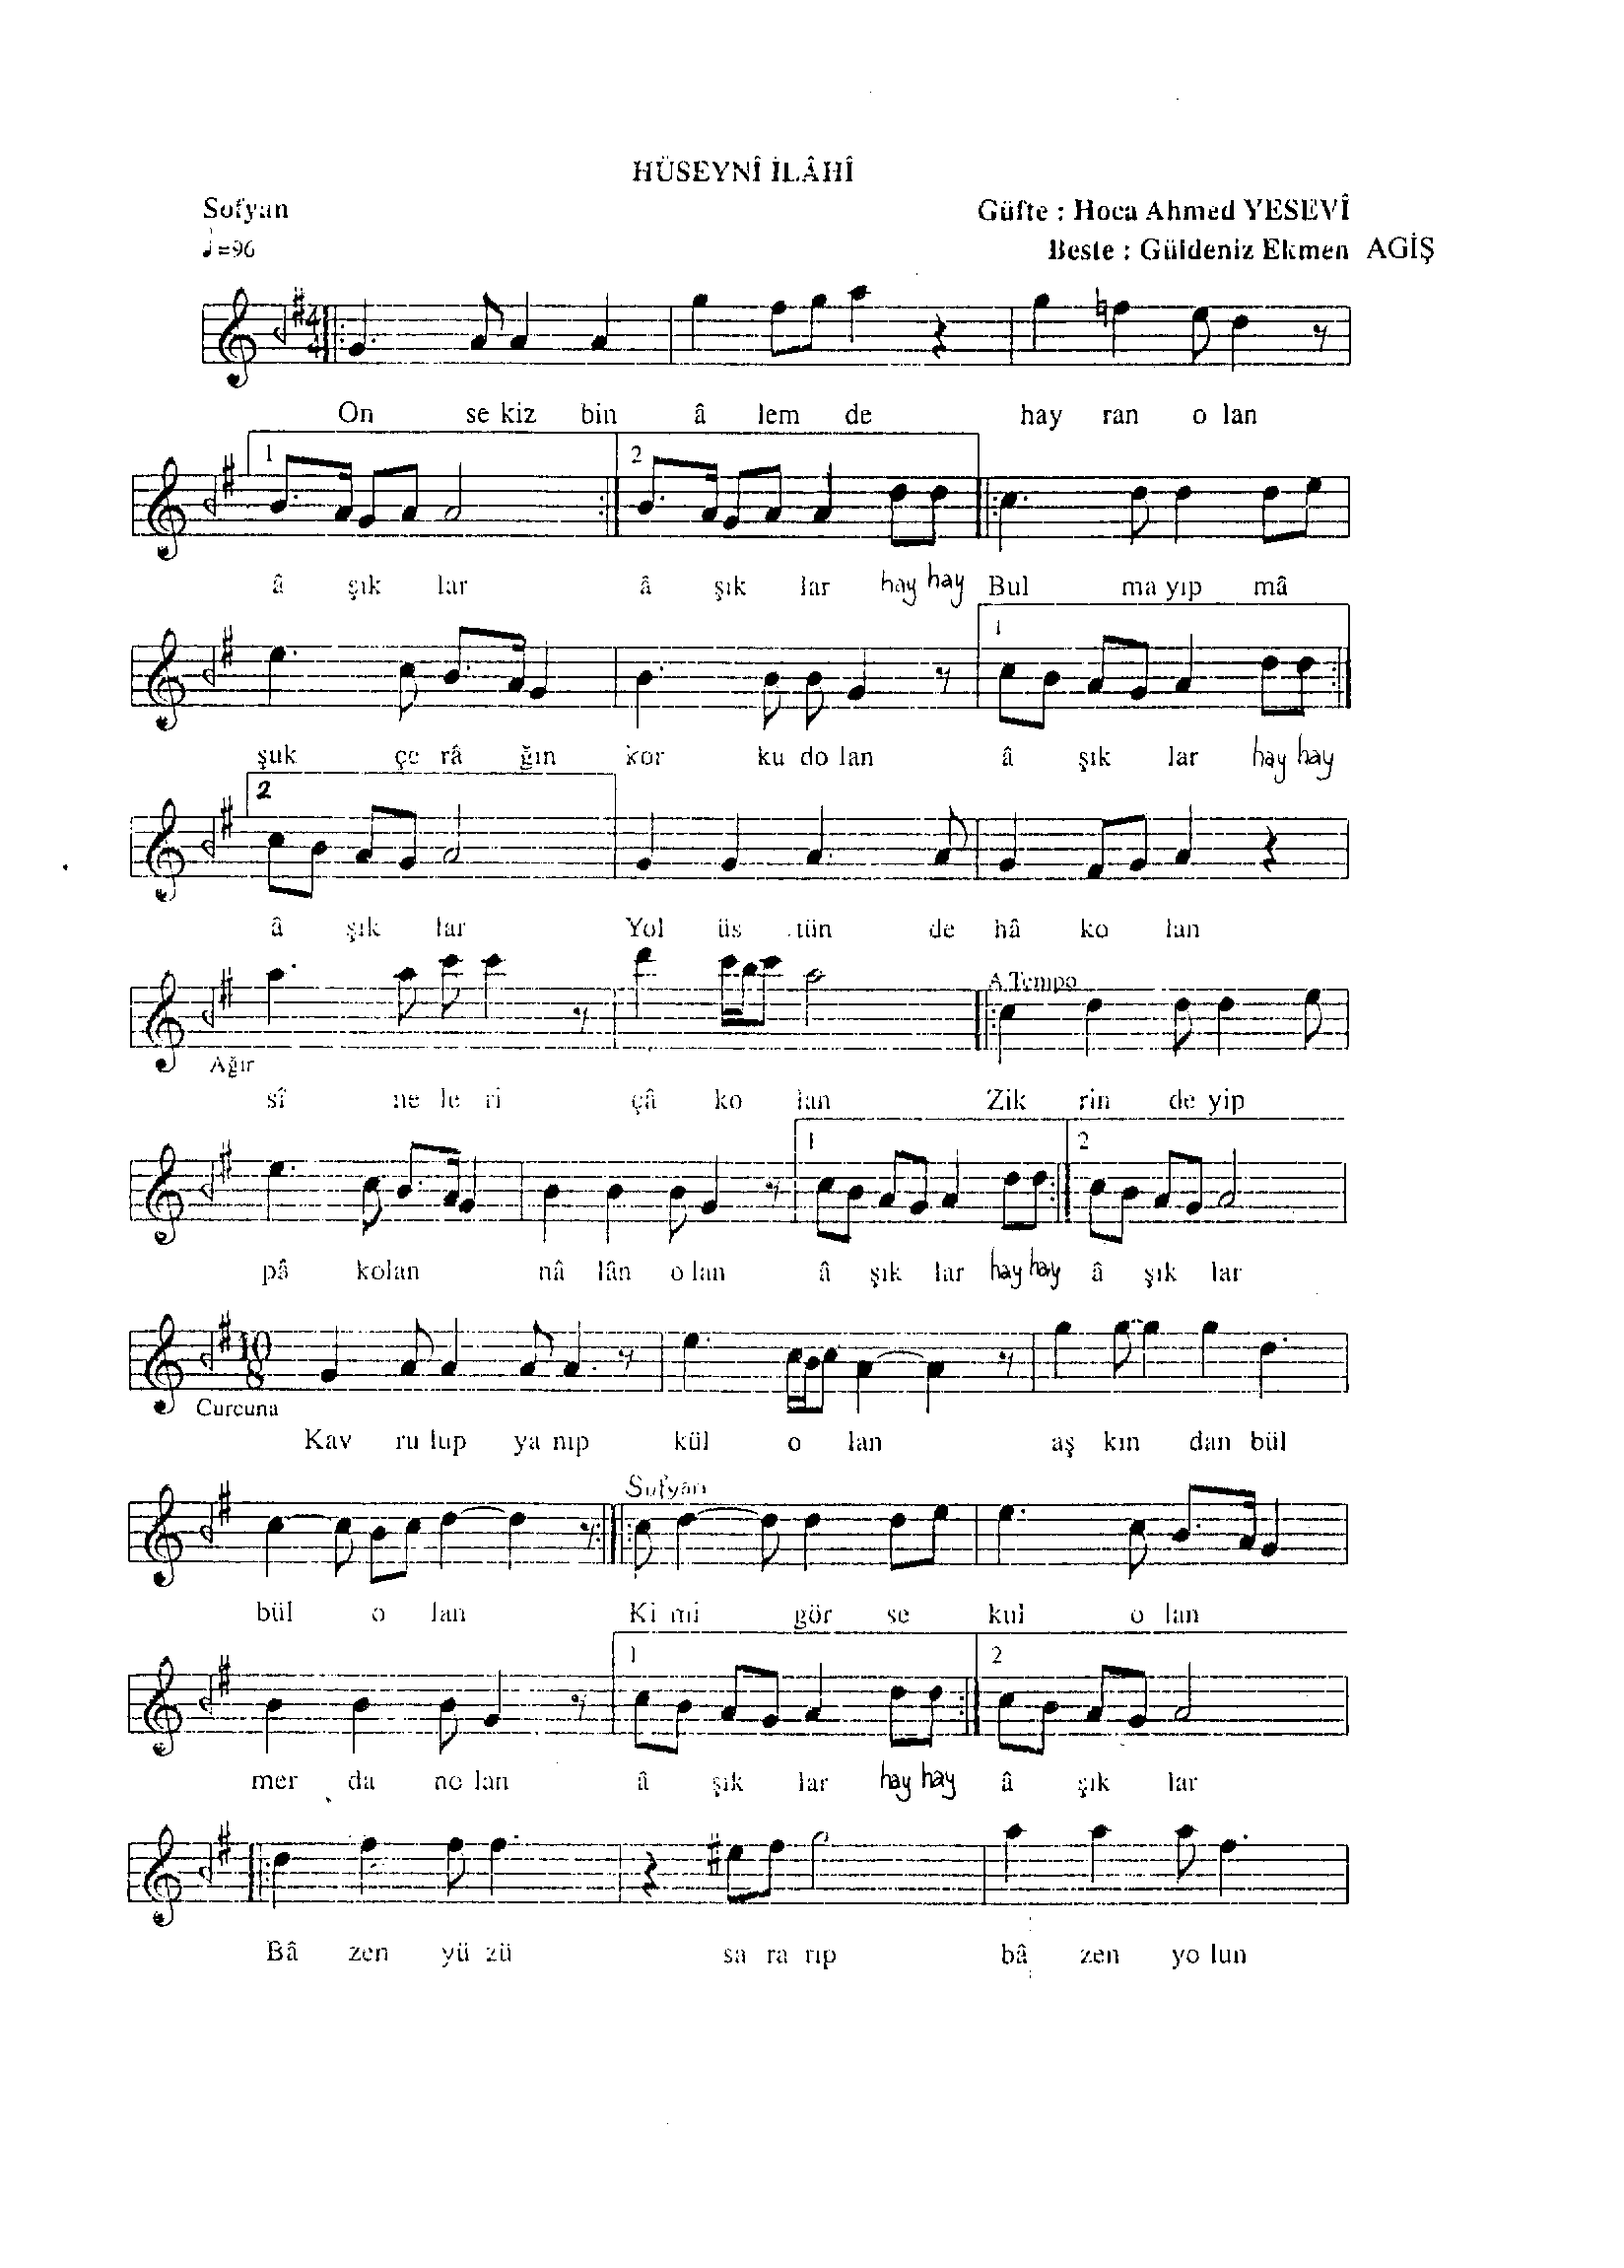 HÜSEYNÎ İLÂHÎ
Sofyan
Güfte : Hoca Ahmed YESEVÎ
♩=96
Beste : Güldeniz Ekmen AGİŞ
4/4
On se kiz bin â lem de hay ran o lan
1 2
â şık lar â şık lar hay hay Bul ma yıp mâ
1
şuk çe râ ğın kor ku do lan â şık lar hay hay
2
â şık lar Yol üs tün de hâ ko lan
A Tempo
Ağır
sî ne le ri çâ ko lan Zik rin de yip
1 2
pâ kolan nâ lân o lan â şık lar hay hay â şık lar
10/8
Curcuna
Kav ru lup ya nıp kül o lan aş kın dan bül
Sofyan
bül o lan Ki mi gör se kul o lan
1 2
mer da no lan â şık lar hay hay â şık lar
Bâ zen yü zü sa ra rıp bâ zen yo lun